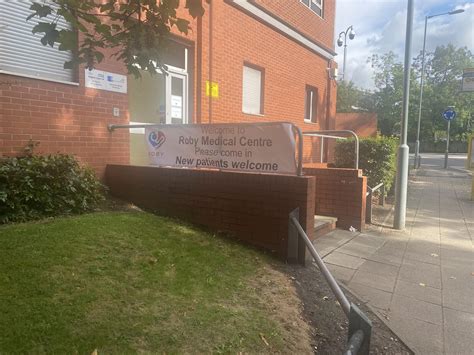 Welcome to
Roby Medical Centre
Please come in
New patients welcome